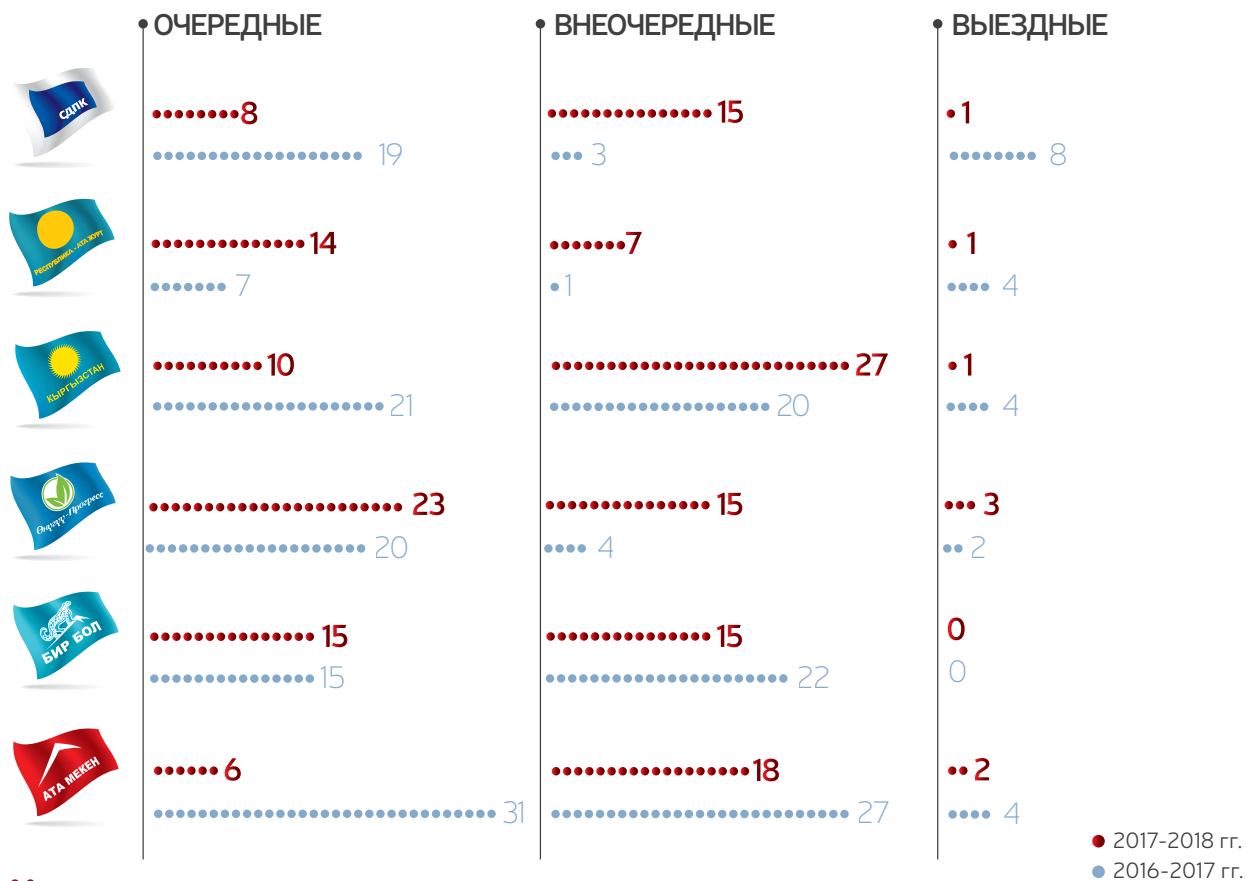 ОЧЕРЕДНЫЕ ВНЕОЧЕРЕДНЫЕ ВЫЕЗДНЫЕ
СДПК
8 15 1
19 3 8
РЕСПУБЛИКА - АТА ЖУРТ
14 7 1
7 1 4
КЫРГЫЗСТАН
10 27 1
21 20 4
Өнүгүү-Прогресс
23 15 3
20 4 2
БИР БОЛ
15 15 0
15 22 0
АТА МЕКЕН
6 18 2
31 27 4
2017-2018 гг.
2016-2017 гг.